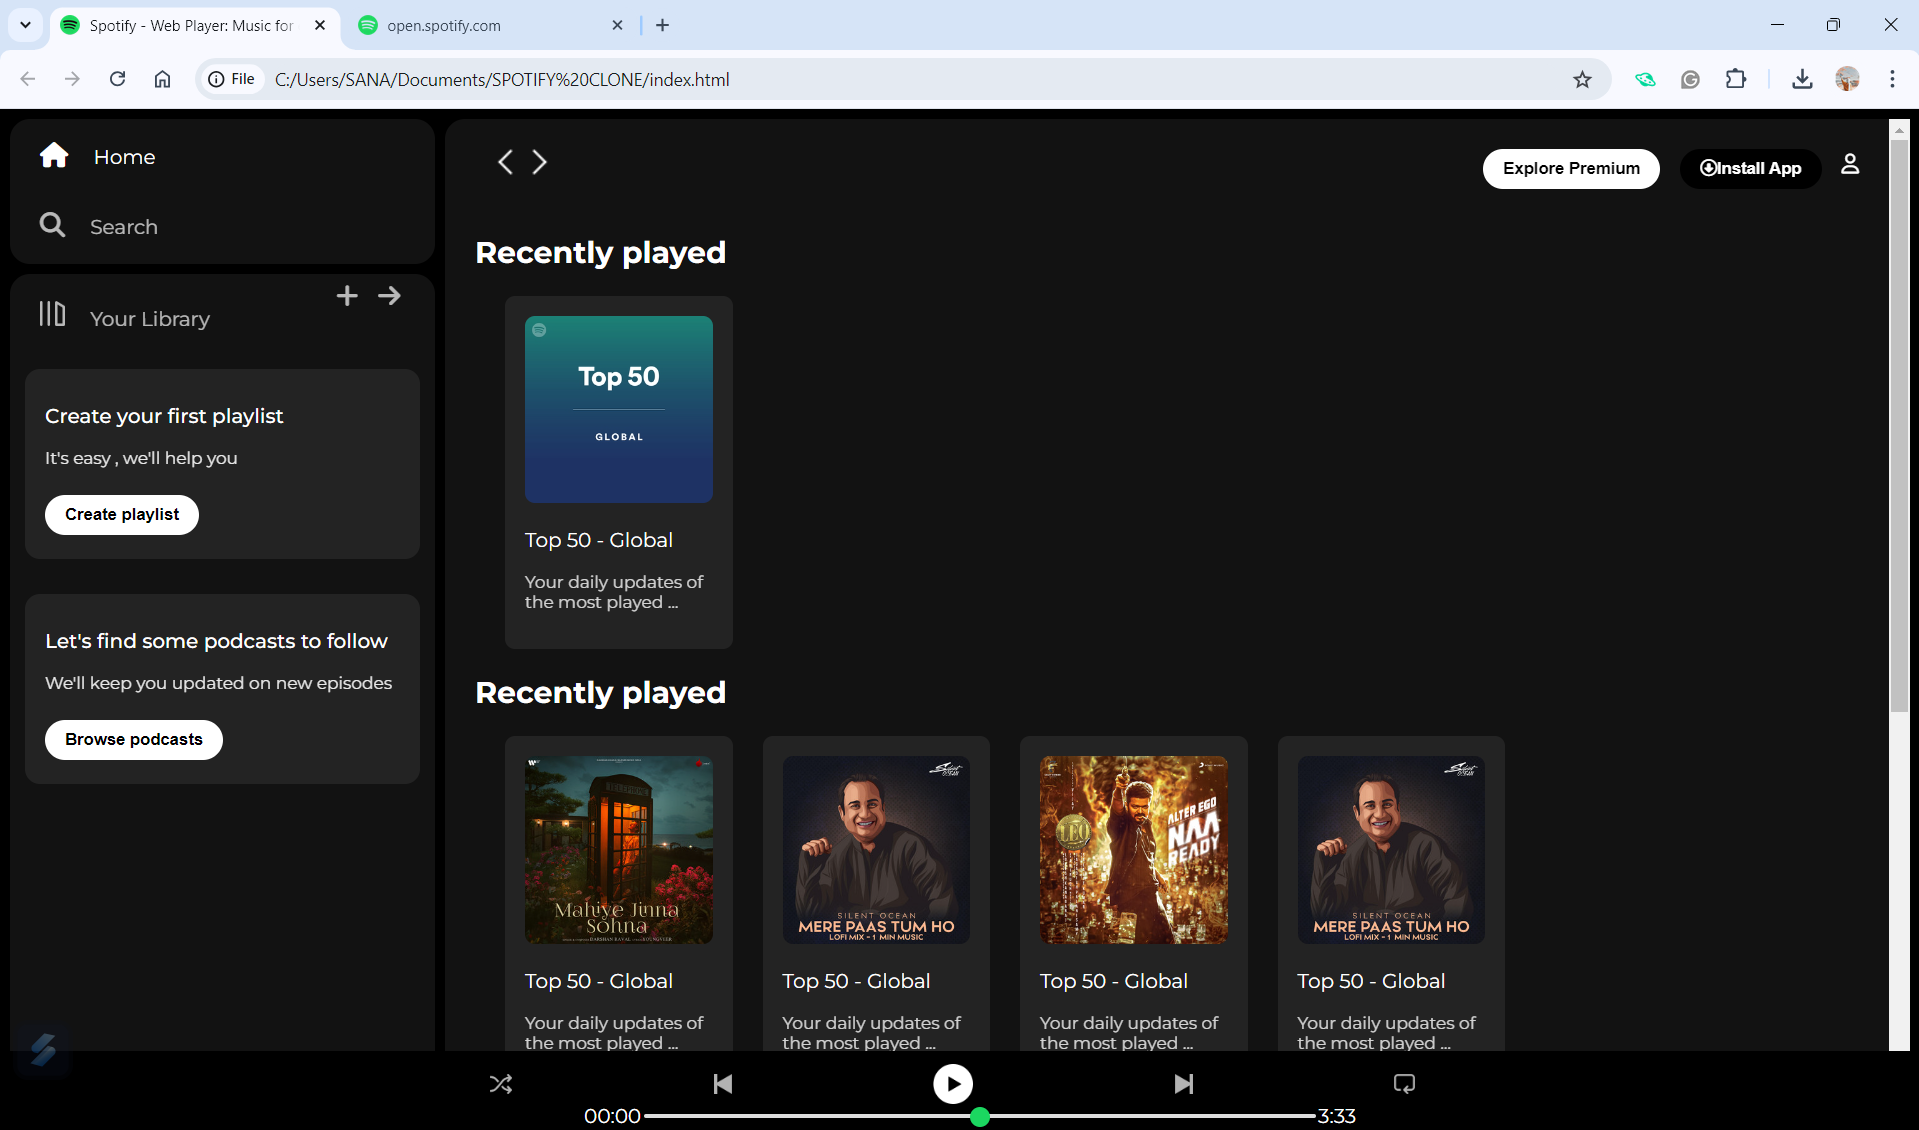 Spotify - Web Player: Music for
open.spotify.com
File
C:/Users/SANA/Documents/SPOTIFY%20CLONE/index.html
Home
Search
Your Library
Create your first playlist
It's easy , we'll help you
Create playlist
Let's find some podcasts to follow
We'll keep you updated on new episodes
Browse podcasts
Explore Premium
Install App
Recently played
Top 50
GLOBAL
Top 50 - Global
Your daily updates of
the most played ...
Recently played
Mahiye Jinna
Sohna
DARSHAN RAVAL
Top 50 - Global
Your daily updates of
the most played ...
Silent
OCEAN
SILENT OCEAN
MERE PAAS TUM HO
LOFI MIX - 1 MIN MUSIC
Top 50 - Global
Your daily updates of
the most played ...
LEO
ALTER EGO
NAA
READY
Top 50 - Global
Your daily updates of
the most played ...
Silent
OCEAN
SILENT OCEAN
MERE PAAS TUM HO
LOFI MIX - 1 MIN MUSIC
Top 50 - Global
Your daily updates of
the most played ...
00:00
3:33